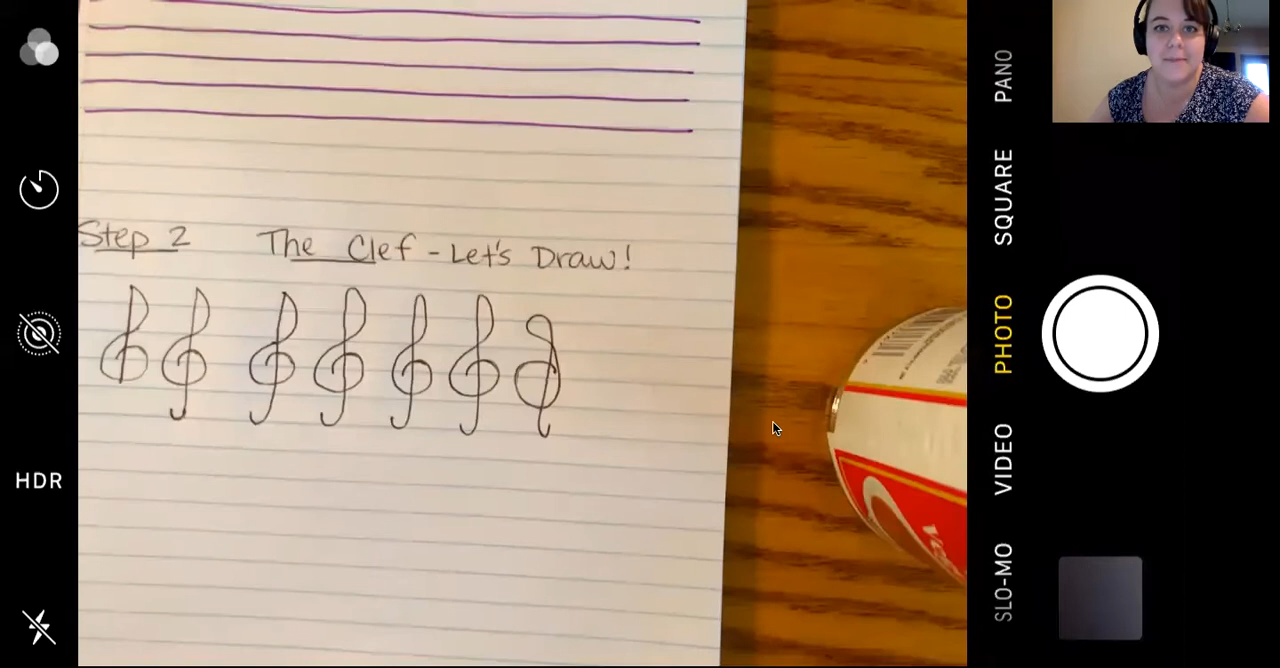 Step 2 The Clef - Let's Draw!
HDR
PANO
SQUARE
PHOTO
VIDEO
SLO-MO